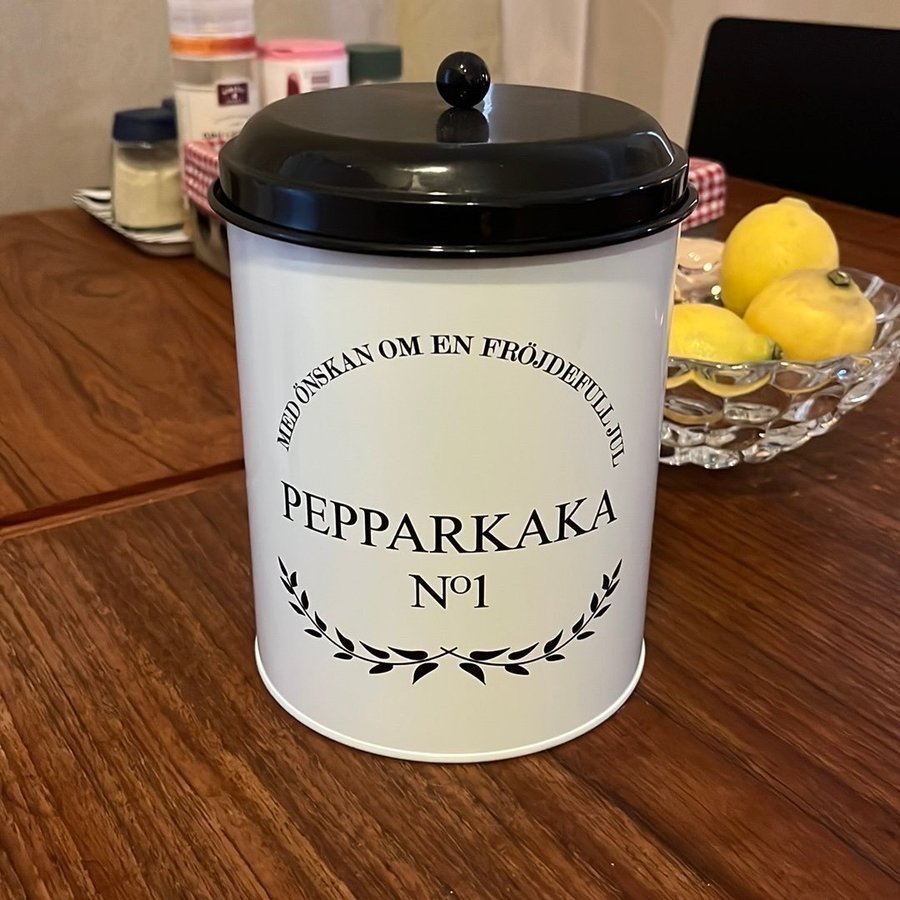 MED ÖNSKAN OM EN FRÖJDEFULL JUL
PEPPARKAKA
Nº1